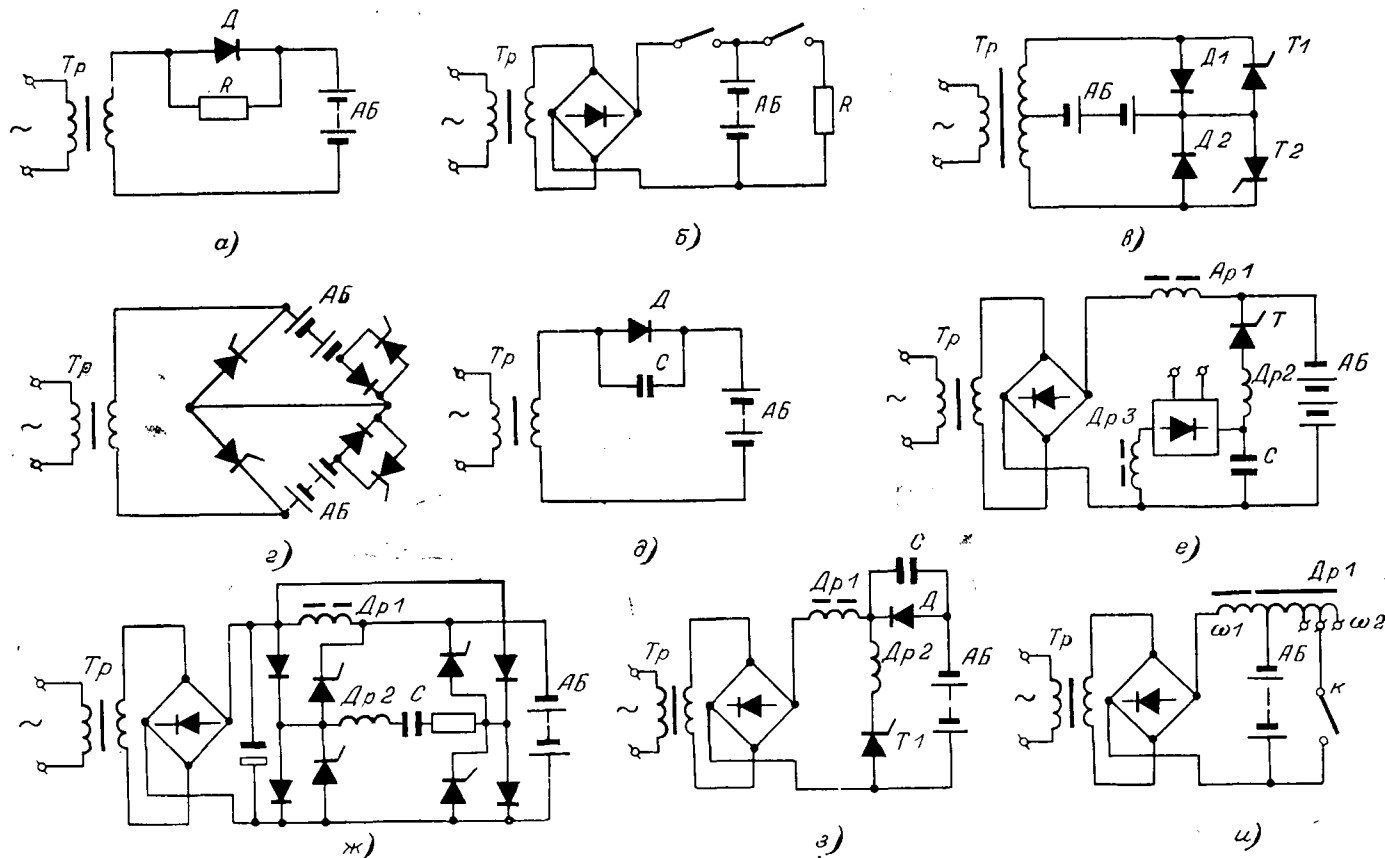 Тр
Д
R
АБ
~
а)
Тр
АБ
R
~
б)
Тр
АБ
Д1
Т1
Д2
Т2
~
в)
Тр
АБ
АБ
~
г)
Тр
Д
С
АБ
~
д)
Тр
Ар1
Т
Др2
АБ
Др3
С
~
е)
Тр
Др1
Др2
С
АБ
~
ж)
Тр
Др1
С
Д
Др2
АБ
Т1
~
з)
Тр
Др1
ω1
ω2
АБ
К
~
и)